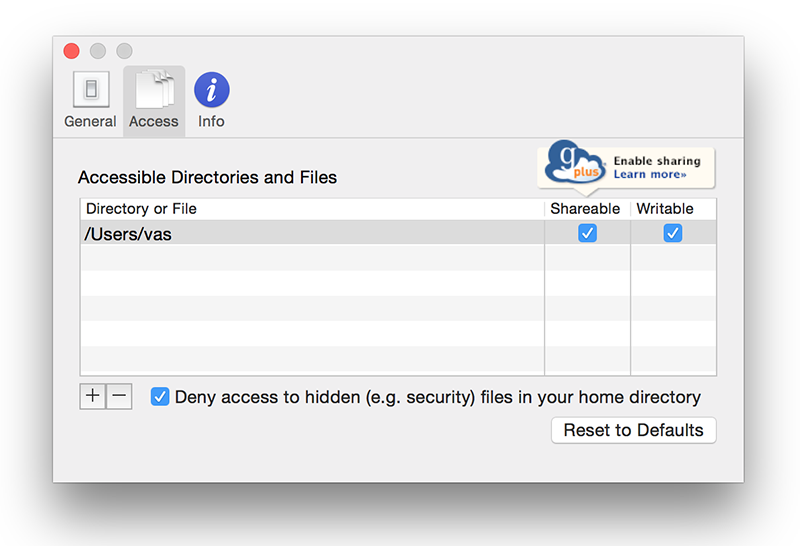 General Access Info
g plus
Enable sharing
Learn more»
Accessible Directories and Files
Directory or File Shareable Writable
/Users/vas
+ −
Deny access to hidden (e.g. security) files in your home directory
Reset to Defaults